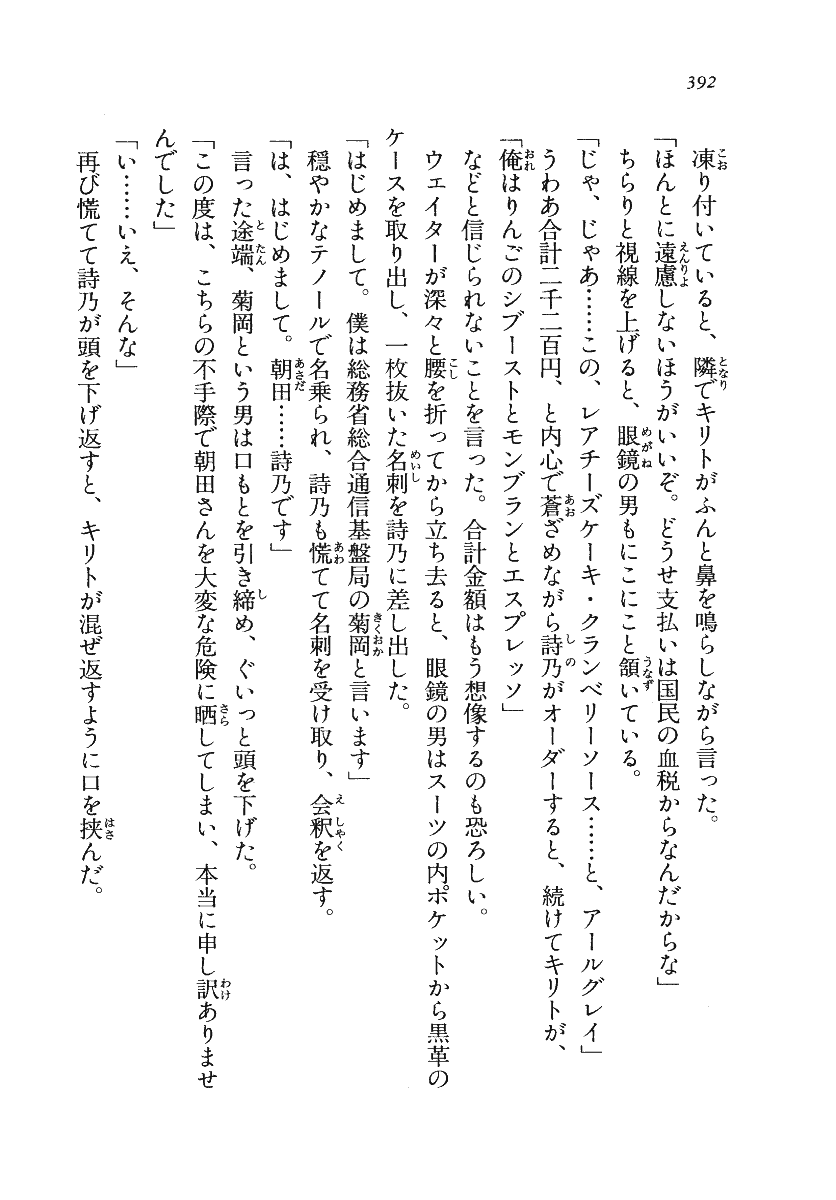 392
凍り付いていると、隣でキリトがふんと鼻を鳴らしながら言った。
「ほんとに遠慮しないほうがいいぞ。どうせ支払いは国民の血税からなんだからな」
ちらりと視線を上げると、眼鏡の男もにこにこと頷いている。
「じゃ、じゃあ……この、レアチーズケーキ・クランベリーソース……と、アールグレイ」
うわあ合計二千二百円、と内心で蒼ざめながら詩乃がオーダーすると、続けてキリトが、
「俺はりんごのシブーストとモンブランとエスプレッソ」
などと信じられないことを言った。合計金額はもう想像するのも恐ろしい。
ウェイターが深々と腰を折ってから立ち去ると、眼鏡の男はスーツの内ポケットから黒革の
ケースを取り出し、一枚抜いた名刺を詩乃に差し出した。
「はじめまして。僕は総務省総合通信基盤局の菊岡と言います」
穏やかなテノールで名乗られ、詩乃も慌てて名刺を受け取り、会釈を返す。
「は、はじめまして。朝田……詩乃です」
言った途端、菊岡という男は口もとを引き締め、ぐいっと頭を下げた。
「この度は、こちらの不手際で朝田さんを大変な危険に晒してしまい、本当に申し訳ありませ
んでした」
「い……いえ、そんな」
再び慌てて詩乃が頭を下げ返すと、キリトが混ぜ返すように口を挟んだ。